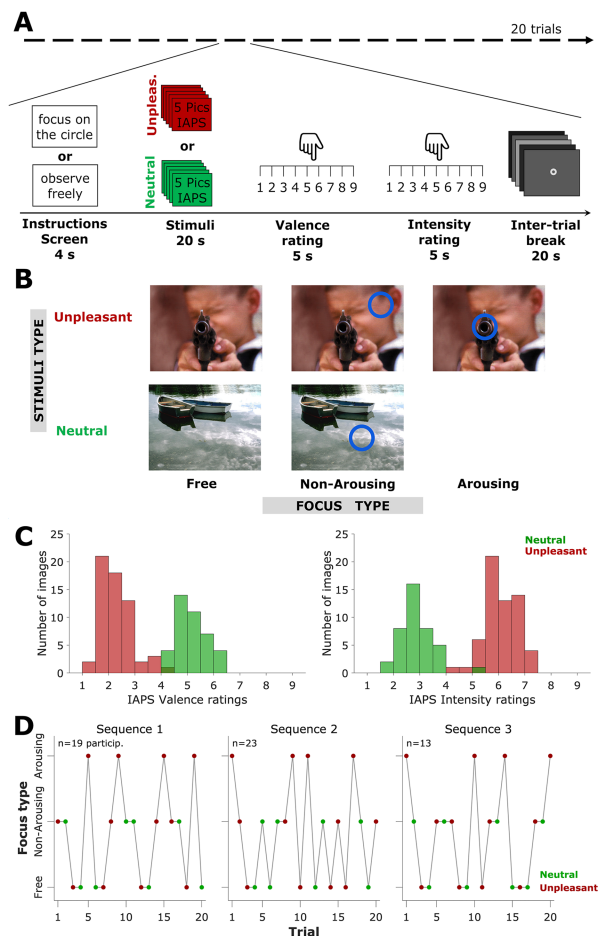 A
20 trials
focus on
the circle
or
observe
freely
Unpleas.
5 Pics
IAPS
or
Neutral
5 Pics
IAPS
1 2 3 4 5 6 7 8 9
1 2 3 4 5 6 7 8 9
Instructions
Screen
4 s
Stimuli
20 s
Valence
rating
5 s
Intensity
rating
5 s
Inter-trial
break
20 s
B
STIMULI TYPE
Unpleasant
Neutral
Free
Non-Arousing
Arousing
FOCUS TYPE
C
Number of images
25
20
15
10
5
0
1 2 3 4 5 6 7 8 9
IAPS Valence ratings
Number of images
25
20
15
10
5
0
1 2 3 4 5 6 7 8 9
IAPS Intensity ratings
Neutral
Unpleasant
D
Sequence 1
Sequence 2
Sequence 3
n=19 particip.
n=23
n=13
Focus type
Arousing
Non-Arousing
Free
Neutral
Unpleasant
1 5 10 15 20
1 5 10 15 20
1 5 10 15 20
Trial